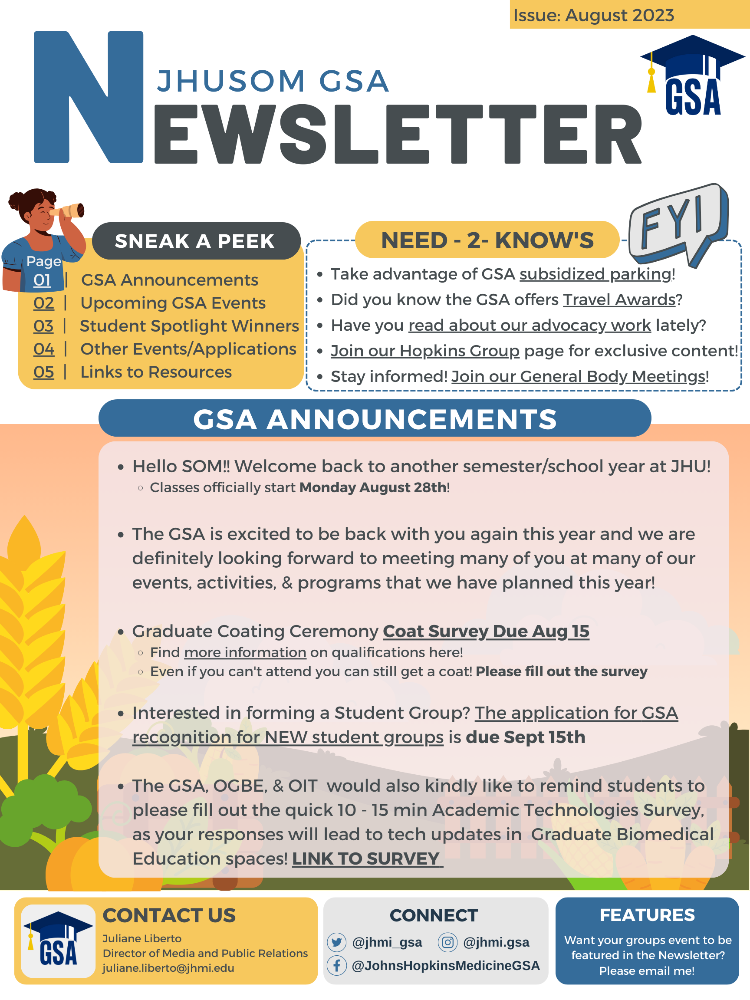 Issue: August 2023
GSA
JHUSOM GSA
NEWSLETTER
FYI
SNEAK A PEEK
Page
01 | GSA Announcements
02 | Upcoming GSA Events
03 | Student Spotlight Winners
04 | Other Events/Applications
05 | Links to Resources
NEED - 2- KNOW'S
• Take advantage of GSA subsidized parking!
• Did you know the GSA offers Travel Awards?
• Have you read about our advocacy work lately?
• Join our Hopkins Group page for exclusive content!
• Stay informed! Join our General Body Meetings!
GSA ANNOUNCEMENTS
• Hello SOM!! Welcome back to another semester/school year at JHU!
◦ Classes officially start Monday August 28th!
• The GSA is excited to be back with you again this year and we are
definitely looking forward to meeting many of you at many of our
events, activities, & programs that we have planned this year!
• Graduate Coating Ceremony Coat Survey Due Aug 15
◦ Find more information on qualifications here!
◦ Even if you can't attend you can still get a coat! Please fill out the survey
• Interested in forming a Student Group? The application for GSA
recognition for NEW student groups is due Sept 15th
• The GSA, OGBE, & OIT would also kindly like to remind students to
please fill out the quick 10 - 15 min Academic Technologies Survey,
as your responses will lead to tech updates in Graduate Biomedical
Education spaces! LINK TO SURVEY
GSA
CONTACT US
Juliane Liberto
Director of Media and Public Relations
juliane.liberto@jhmi.edu
CONNECT
@jhmi_gsa @jhmi.gsa
@JohnsHopkinsMedicineGSA
FEATURES
Want your groups event to be
featured in the Newsletter?
Please email me!